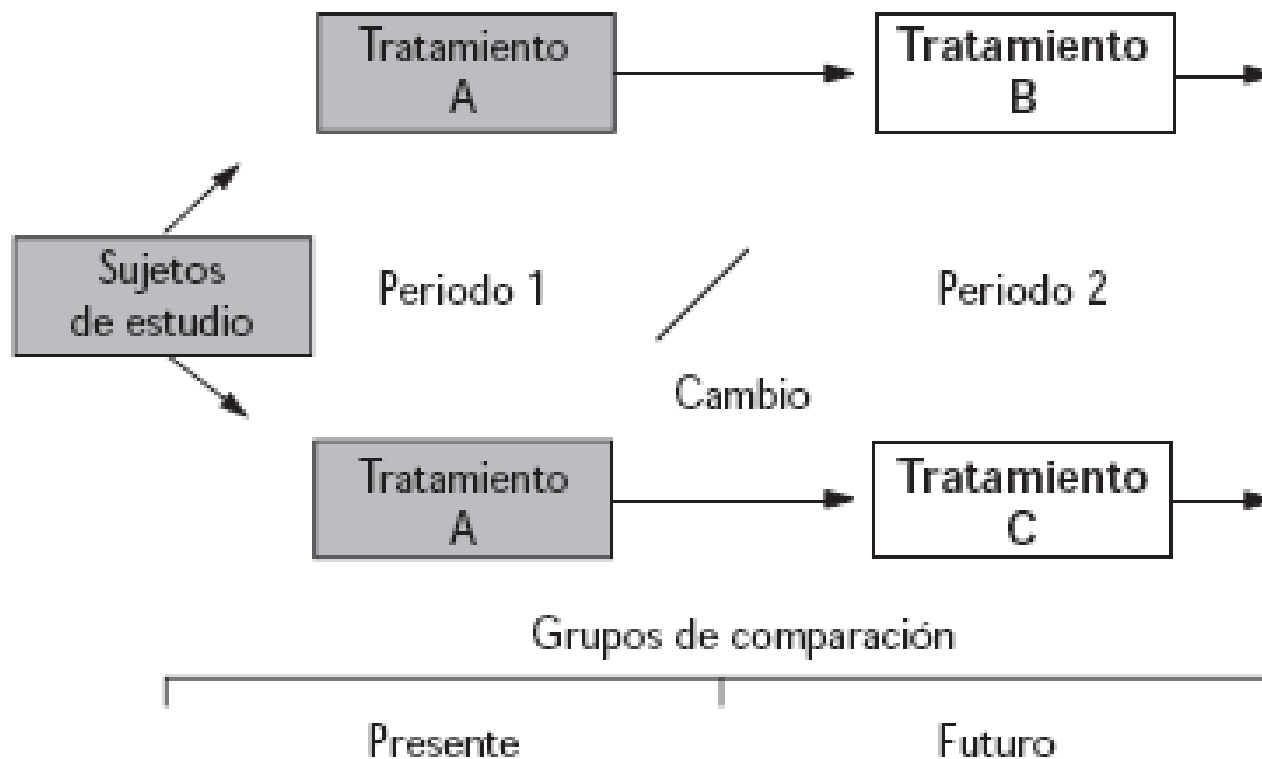 Tratamiento
A
Tratamiento
B
Sujetos
de estudio
Periodo 1
Periodo 2
Cambio
Tratamiento
A
Tratamiento
C
Grupos de comparación
Presente
Futuro